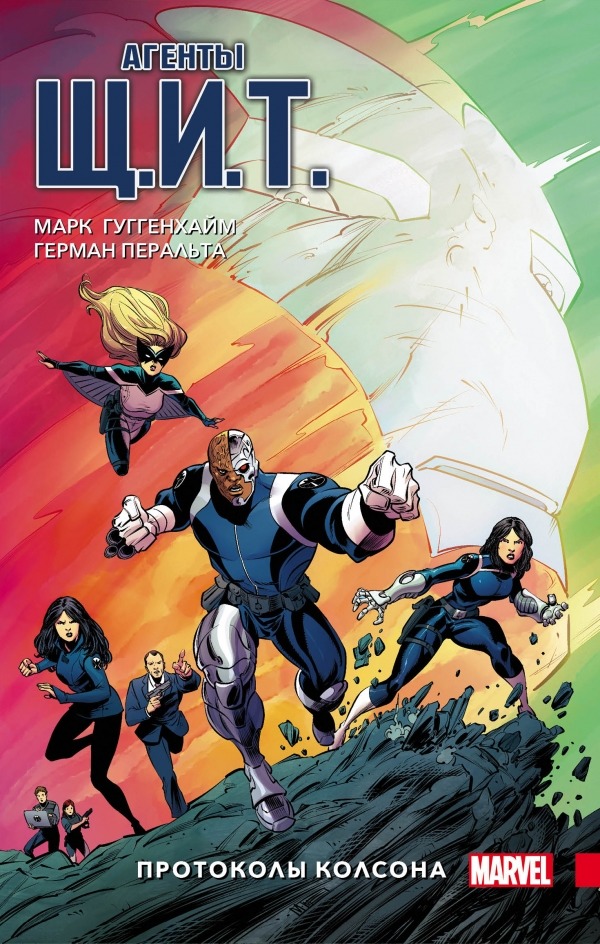 АГЕНТЫ
Щ.И.Т.
МАРК ГУГГЕНХАЙМ
ГЕРМАН ПЕРАЛЬТА
ПРОТОКОЛЫ КОЛСОНА
MARVEL